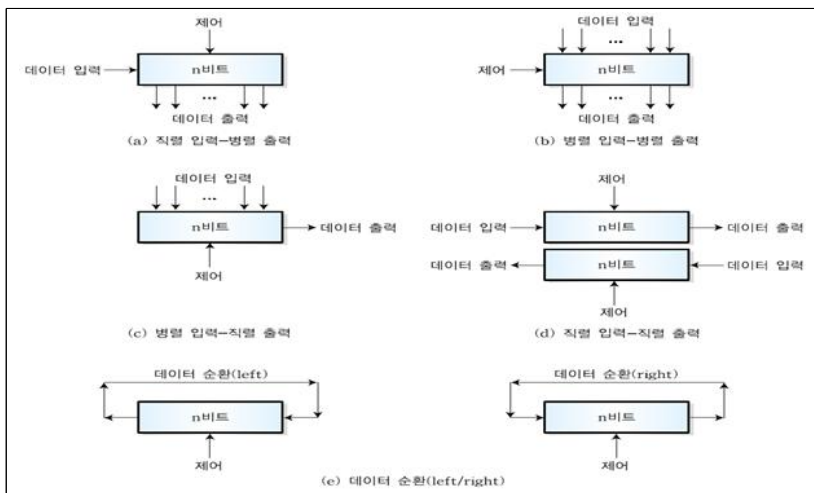 제어
데이터 입력
n비트
...
데이터 출력
(a) 직렬 입력-병렬 출력
데이터 입력
...
제어
n비트
...
데이터 출력
(b) 병렬 입력-병렬 출력
데이터 입력
...
n비트
데이터 출력
제어
(c) 병렬 입력-직렬 출력
제어
데이터 입력
n비트
데이터 출력
데이터 출력
n비트
데이터 입력
제어
(d) 직렬 입력-직렬 출력
데이터 순환(left)
n비트
제어
데이터 순환(right)
n비트
제어
(e) 데이터 순환(left/right)